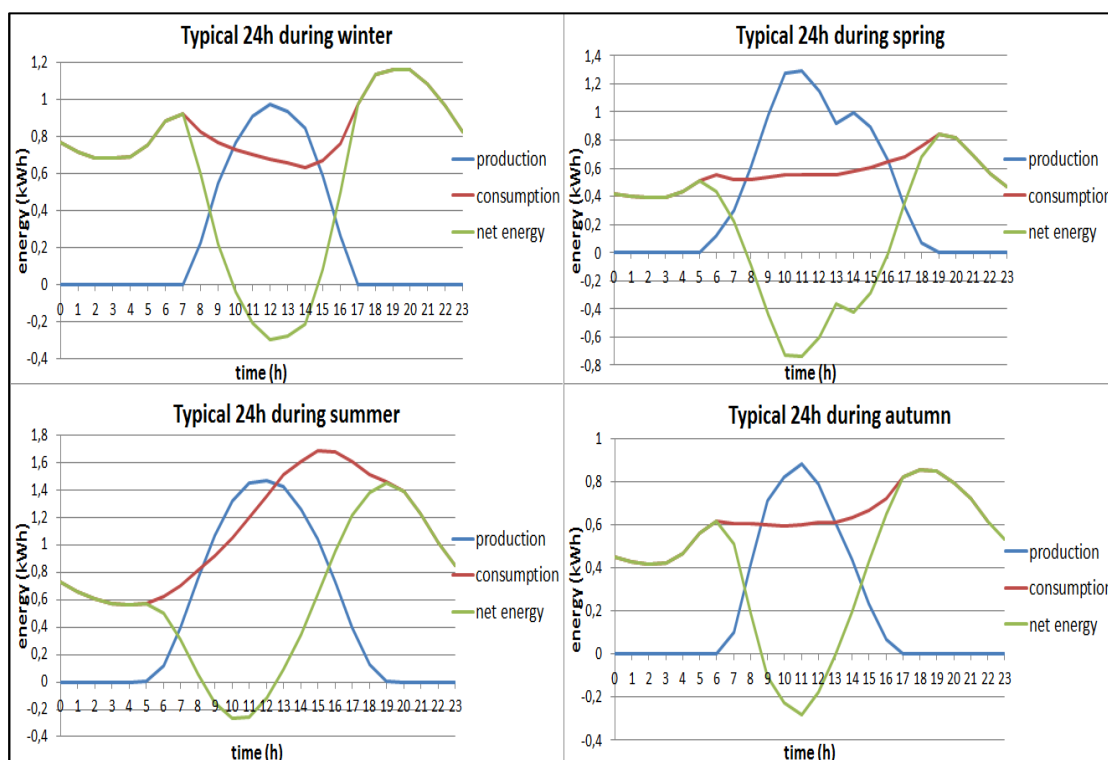 Typical 24h during winter
1,2
1
0,8
0,6
0,4
0,2
0
-0,2
-0,4
energy (kWh)
0 1 2 3 4 5 6 7 8 9 10 11 12 13 14 15 16 17 18 19 20 21 22 23
time (h)
production
consumption
net energy
Typical 24h during spring
1,4
1,2
1
0,8
0,6
0,4
0,2
0
-0,2
-0,4
-0,6
-0,8
energy (kWh)
0 1 2 3 4 5 6 7 8 9 10 11 12 13 14 15 16 17 18 19 20 21 22 23
time (h)
production
consumption
net energy
Typical 24h during summer
1,8
1,6
1,4
1,2
1
0,8
0,6
0,4
0,2
0
-0,2
-0,4
energy (kWh)
0 1 2 3 4 5 6 7 8 9 10 11 12 13 14 15 16 17 18 19 20 21 22 23
time (h)
production
consumption
net energy
Typical 24h during autumn
1
0,8
0,6
0,4
0,2
0
-0,2
-0,4
energy (kWh)
0 1 2 3 4 5 6 7 8 9 10 11 12 13 14 15 16 17 18 19 20 21 22 23
time (h)
production
consumption
net energy